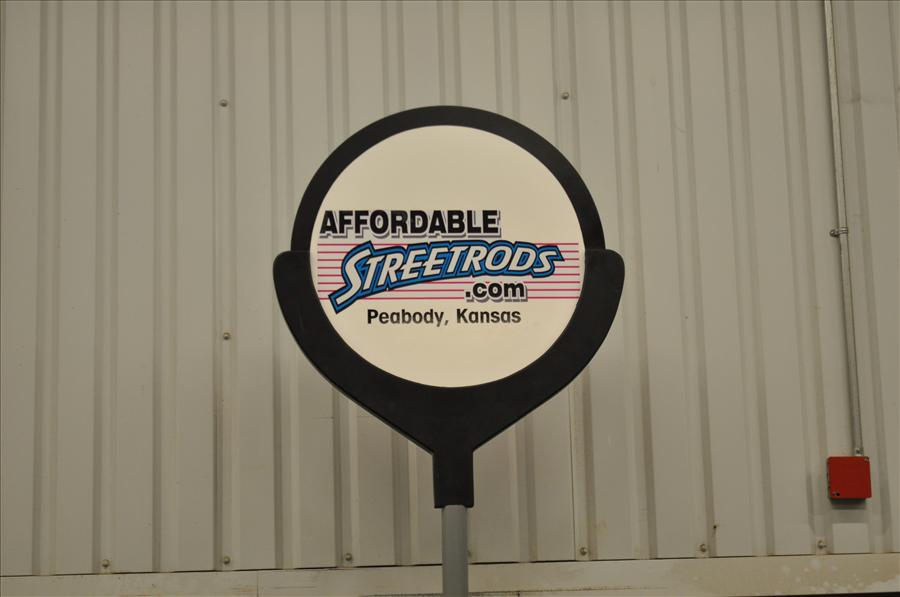 AFFORDABLE
STREETRODS
.com
Peabody, Kansas